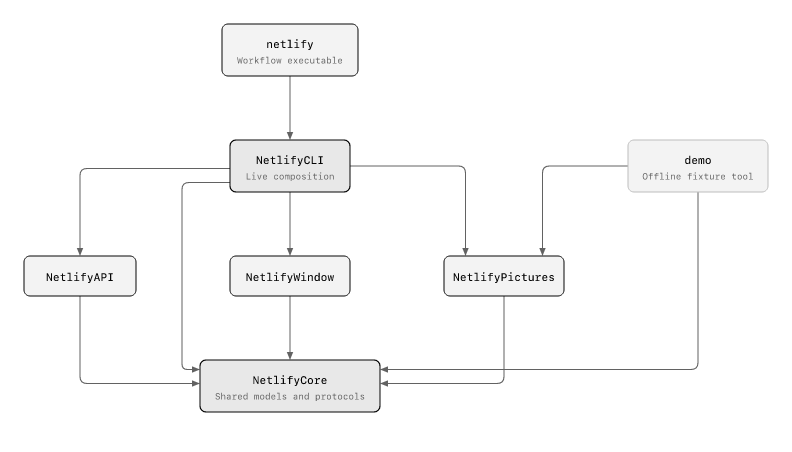 netlify
Workflow executable
NetlifyCLI
Live composition
demo
Offline fixture tool
NetlifyAPI
NetlifyWindow
NetlifyPictures
NetlifyCore
Shared models and protocols